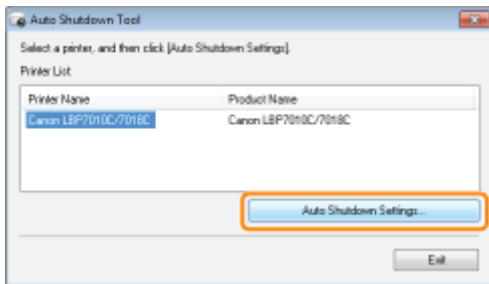 Auto Shutdown Tool
Select a printer, and then click [Auto Shutdown Settings].
Printer List
Printer Name Product Name
Canon LBP7010C/7018C Canon LBP7010C/7018C
Auto Shutdown Settings...
Exit